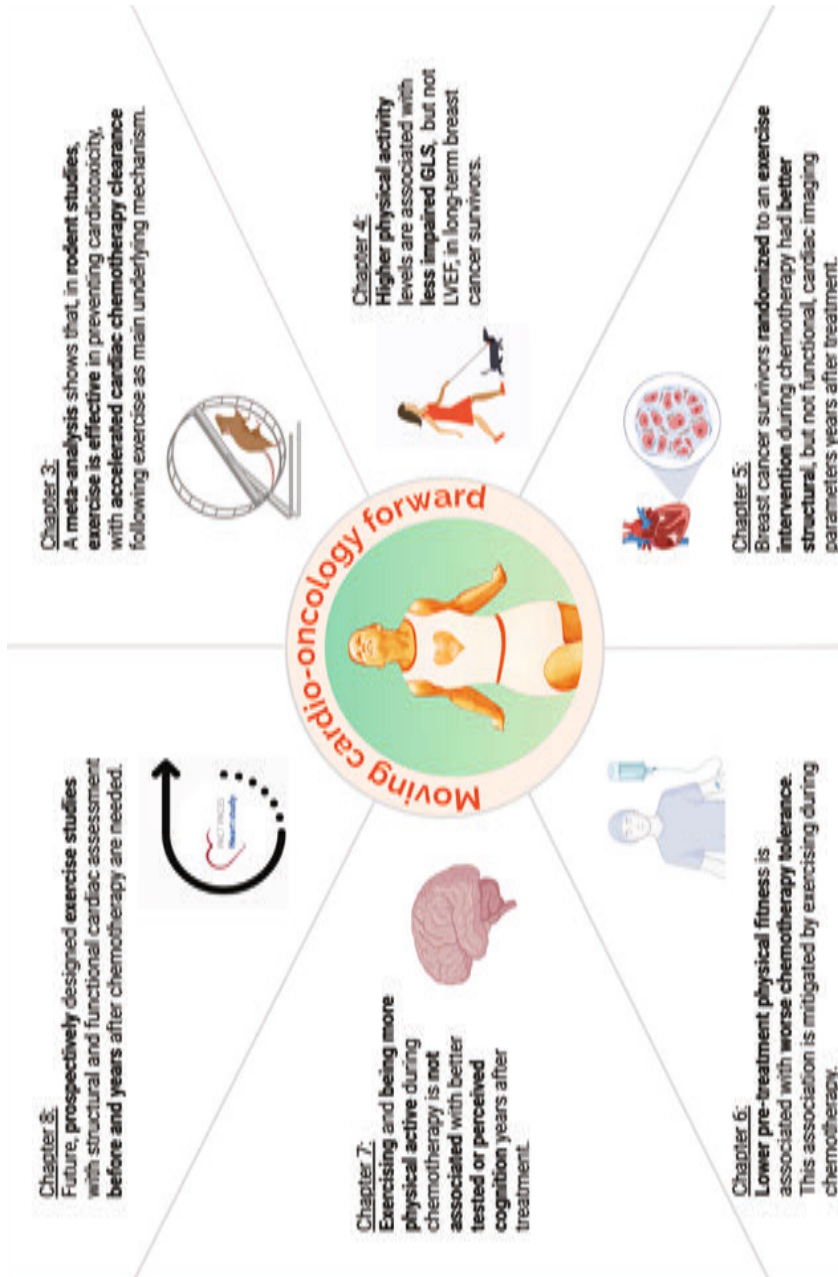 Chapter 3:
A meta-analysis shows that, in rodent studies,
exercise is effective in preventing cardiotoxicity,
with accelerated cardiac chemotherapy clearance
following exercise as main underlying mechanism.
Chapter 4:
Higher physical activity
levels are associated with
less impaired GLS, but not
LVEF, in long-term breast
cancer survivors.
Chapter 5:
Breast cancer survivors randomized to an exercise
intervention during chemotherapy had better
structural, but not functional, cardiac imaging
parameters years after treatment.
Chapter 6:
Lower pre-treatment physical fitness is
associated with worse chemotherapy tolerance.
This association is mitigated by exercising during
chemotherapy.
Chapter 7:
Exercising and being more
physical active during
chemotherapy is not
associated with better
tested or perceived
cognition years after
treatment.
Chapter 8:
Future, prospectively designed exercise studies
with structural and functional cardiac assessment
before and years after chemotherapy are needed.
Heart study
Moving cardio-oncology forward